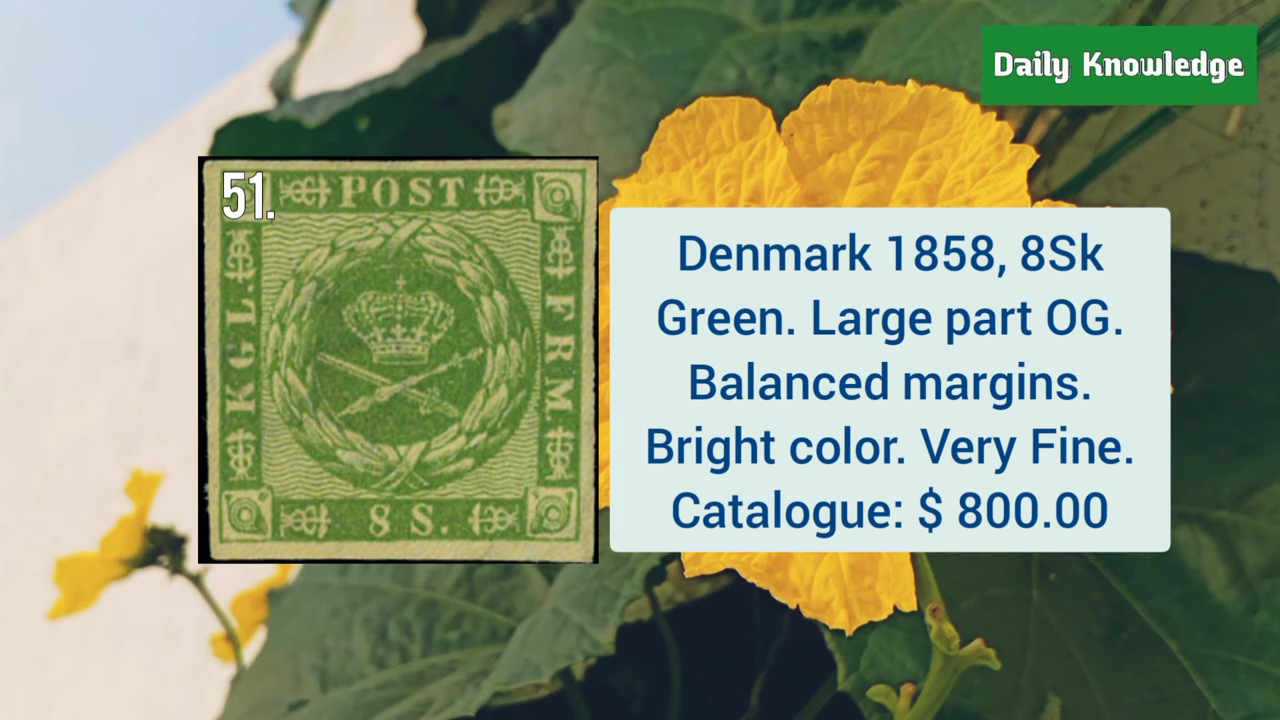 Daily Knowledge
51.
POST
KGL.
FRM.
8 S.
Denmark 1858, 8Sk
Green. Large part OG.
Balanced margins.
Bright color. Very Fine.
Catalogue: $ 800.00